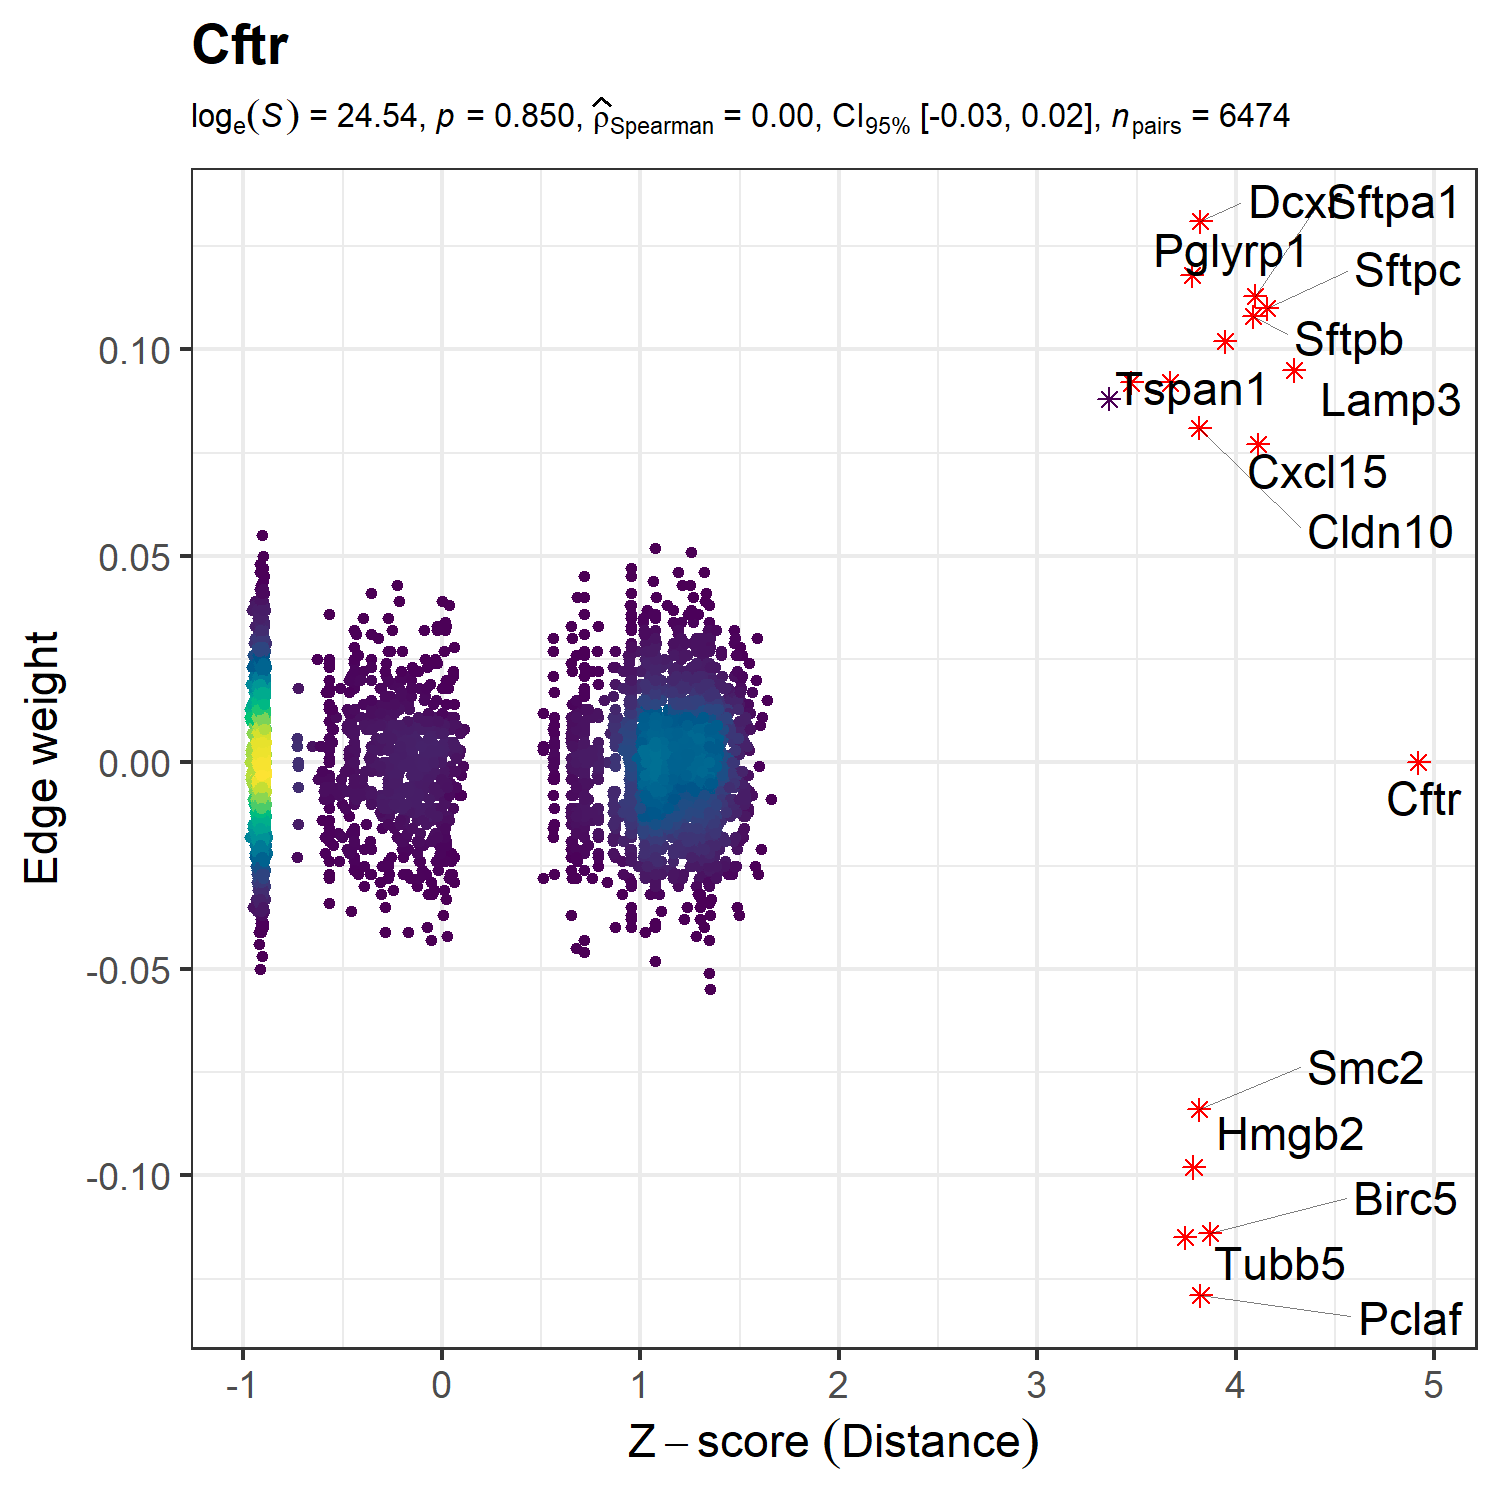 Cftr
logₑ(S) = 24.54, p = 0.850, ρ̂Spearman = 0.00, CI95% [-0.03, 0.02], npairs = 6474
Dcxr
Sftpa1
Pglyrp1
Sftpc
Sftpb
Tspan1
Lamp3
Cxcl15
Cldn10
Cftr
Smc2
Hmgb2
Birc5
Tubb5
Pclaf
0.10
0.05
0.00
-0.05
-0.10
Edge weight
-1 0 1 2 3 4 5
Z – score (Distance)